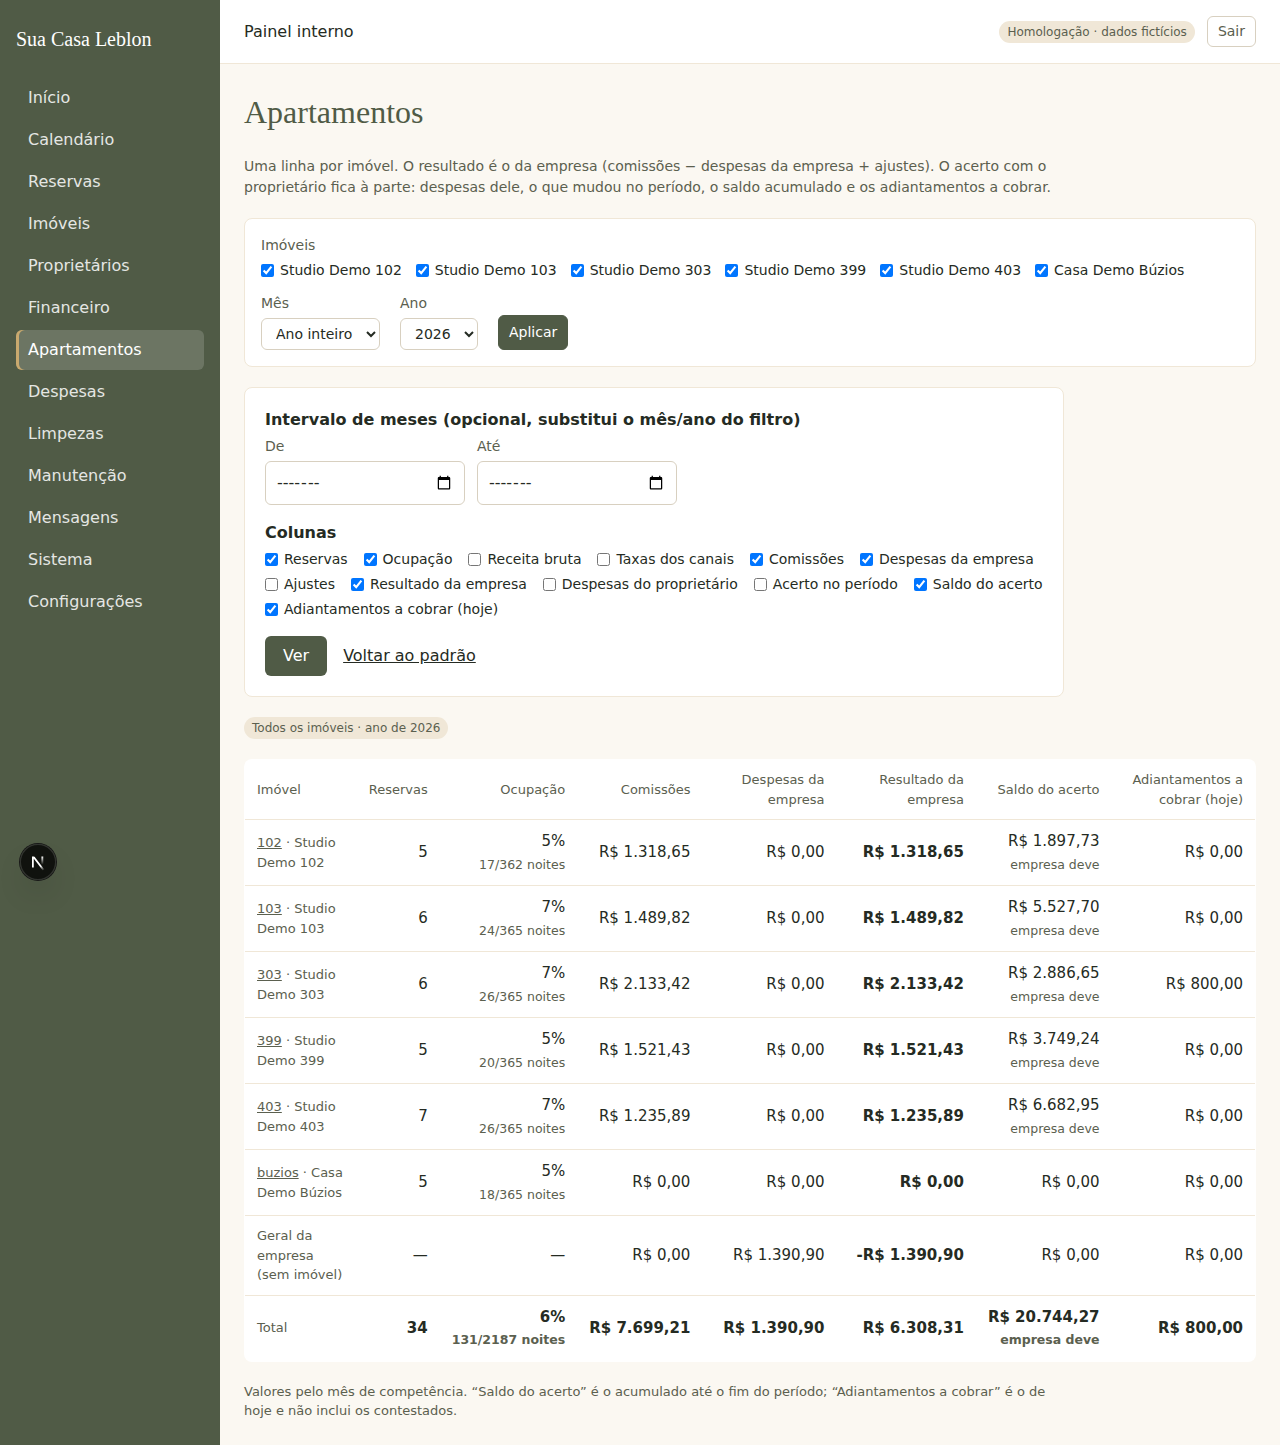 Sua Casa Leblon
Início
Calendário
Reservas
Imóveis
Proprietários
Financeiro
Apartamentos
Despesas
Limpezas
Manutenção
Mensagens
Sistema
Configurações
N
Painel interno
Homologação · dados fictícios
Sair
Apartamentos
Uma linha por imóvel. O resultado é o da empresa (comissões − despesas da empresa + ajustes). O acerto com o
proprietário fica à parte: despesas dele, o que mudou no período, o saldo acumulado e os adiantamentos a cobrar.
Imóveis
Studio Demo 102 Studio Demo 103 Studio Demo 303 Studio Demo 399 Studio Demo 403 Casa Demo Búzios
Mês Ano
Ano inteiro 2026 Aplicar
Intervalo de meses (opcional, substitui o mês/ano do filtro)
De Até
------- -------
Colunas
Reservas Ocupação Receita bruta Taxas dos canais Comissões Despesas da empresa
Ajustes Resultado da empresa Despesas do proprietário Acerto no período Saldo do acerto
Adiantamentos a cobrar (hoje)
Ver Voltar ao padrão
Todos os imóveis · ano de 2026
Imóvel Reservas Ocupação Comissões Despesas da empresa Resultado da empresa Saldo do acerto Adiantamentos a cobrar (hoje)
102 · Studio Demo 102 5 5% 17/362 noites R$ 1.318,65 R$ 0,00 R$ 1.318,65 R$ 1.897,73 empresa deve R$ 0,00
103 · Studio Demo 103 6 7% 24/365 noites R$ 1.489,82 R$ 0,00 R$ 1.489,82 R$ 5.527,70 empresa deve R$ 0,00
303 · Studio Demo 303 6 7% 26/365 noites R$ 2.133,42 R$ 0,00 R$ 2.133,42 R$ 2.886,65 empresa deve R$ 800,00
399 · Studio Demo 399 5 5% 20/365 noites R$ 1.521,43 R$ 0,00 R$ 1.521,43 R$ 3.749,24 empresa deve R$ 0,00
403 · Studio Demo 403 7 7% 26/365 noites R$ 1.235,89 R$ 0,00 R$ 1.235,89 R$ 6.682,95 empresa deve R$ 0,00
buzios · Casa Demo Búzios 5 5% 18/365 noites R$ 0,00 R$ 0,00 R$ 0,00 R$ 0,00 R$ 0,00
Geral da empresa (sem imóvel) — — R$ 0,00 R$ 1.390,90 -R$ 1.390,90 R$ 0,00 R$ 0,00
Total 34 6% 131/2187 noites R$ 7.699,21 R$ 1.390,90 R$ 6.308,31 R$ 20.744,27 empresa deve R$ 800,00
Valores pelo mês de competência. “Saldo do acerto” é o acumulado até o fim do período; “Adiantamentos a cobrar” é o de
hoje e não inclui os contestados.